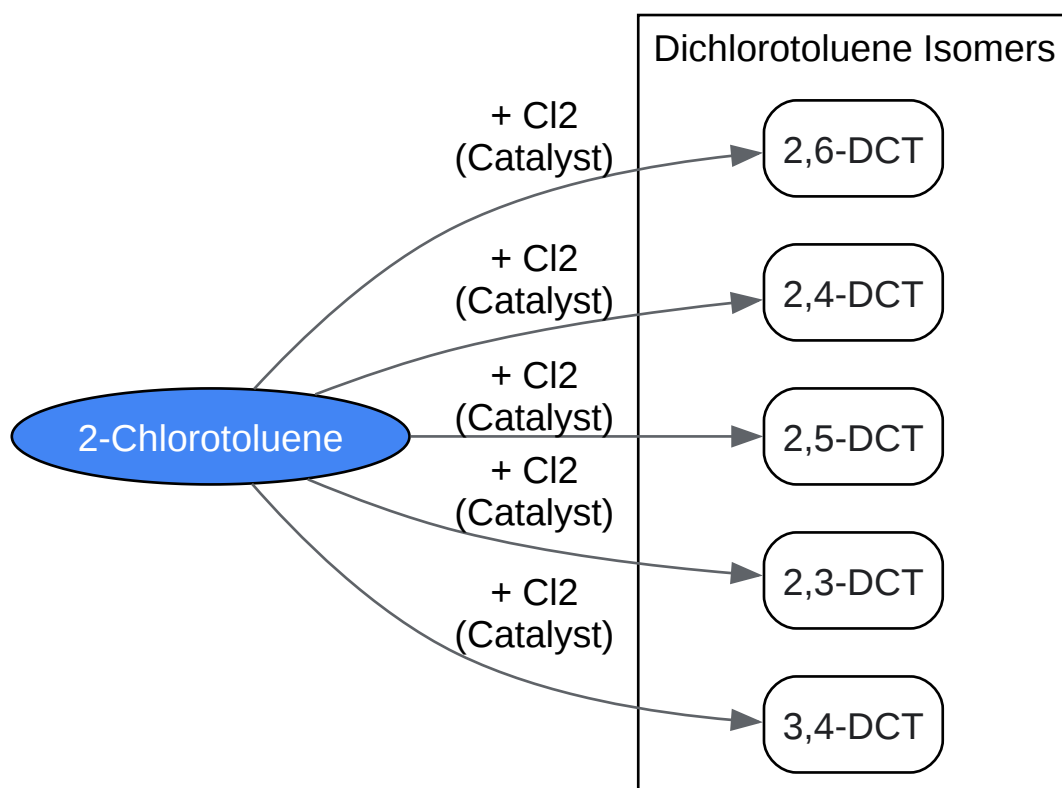 Dichlorotoluene Isomers
+ Cl2
(Catalyst)
2,6-DCT
+ Cl2
(Catalyst)
2,4-DCT
+ Cl2
(Catalyst)
2-Chlorotoluene
2,5-DCT
+ Cl2
(Catalyst)
2,3-DCT
+ Cl2
(Catalyst)
3,4-DCT